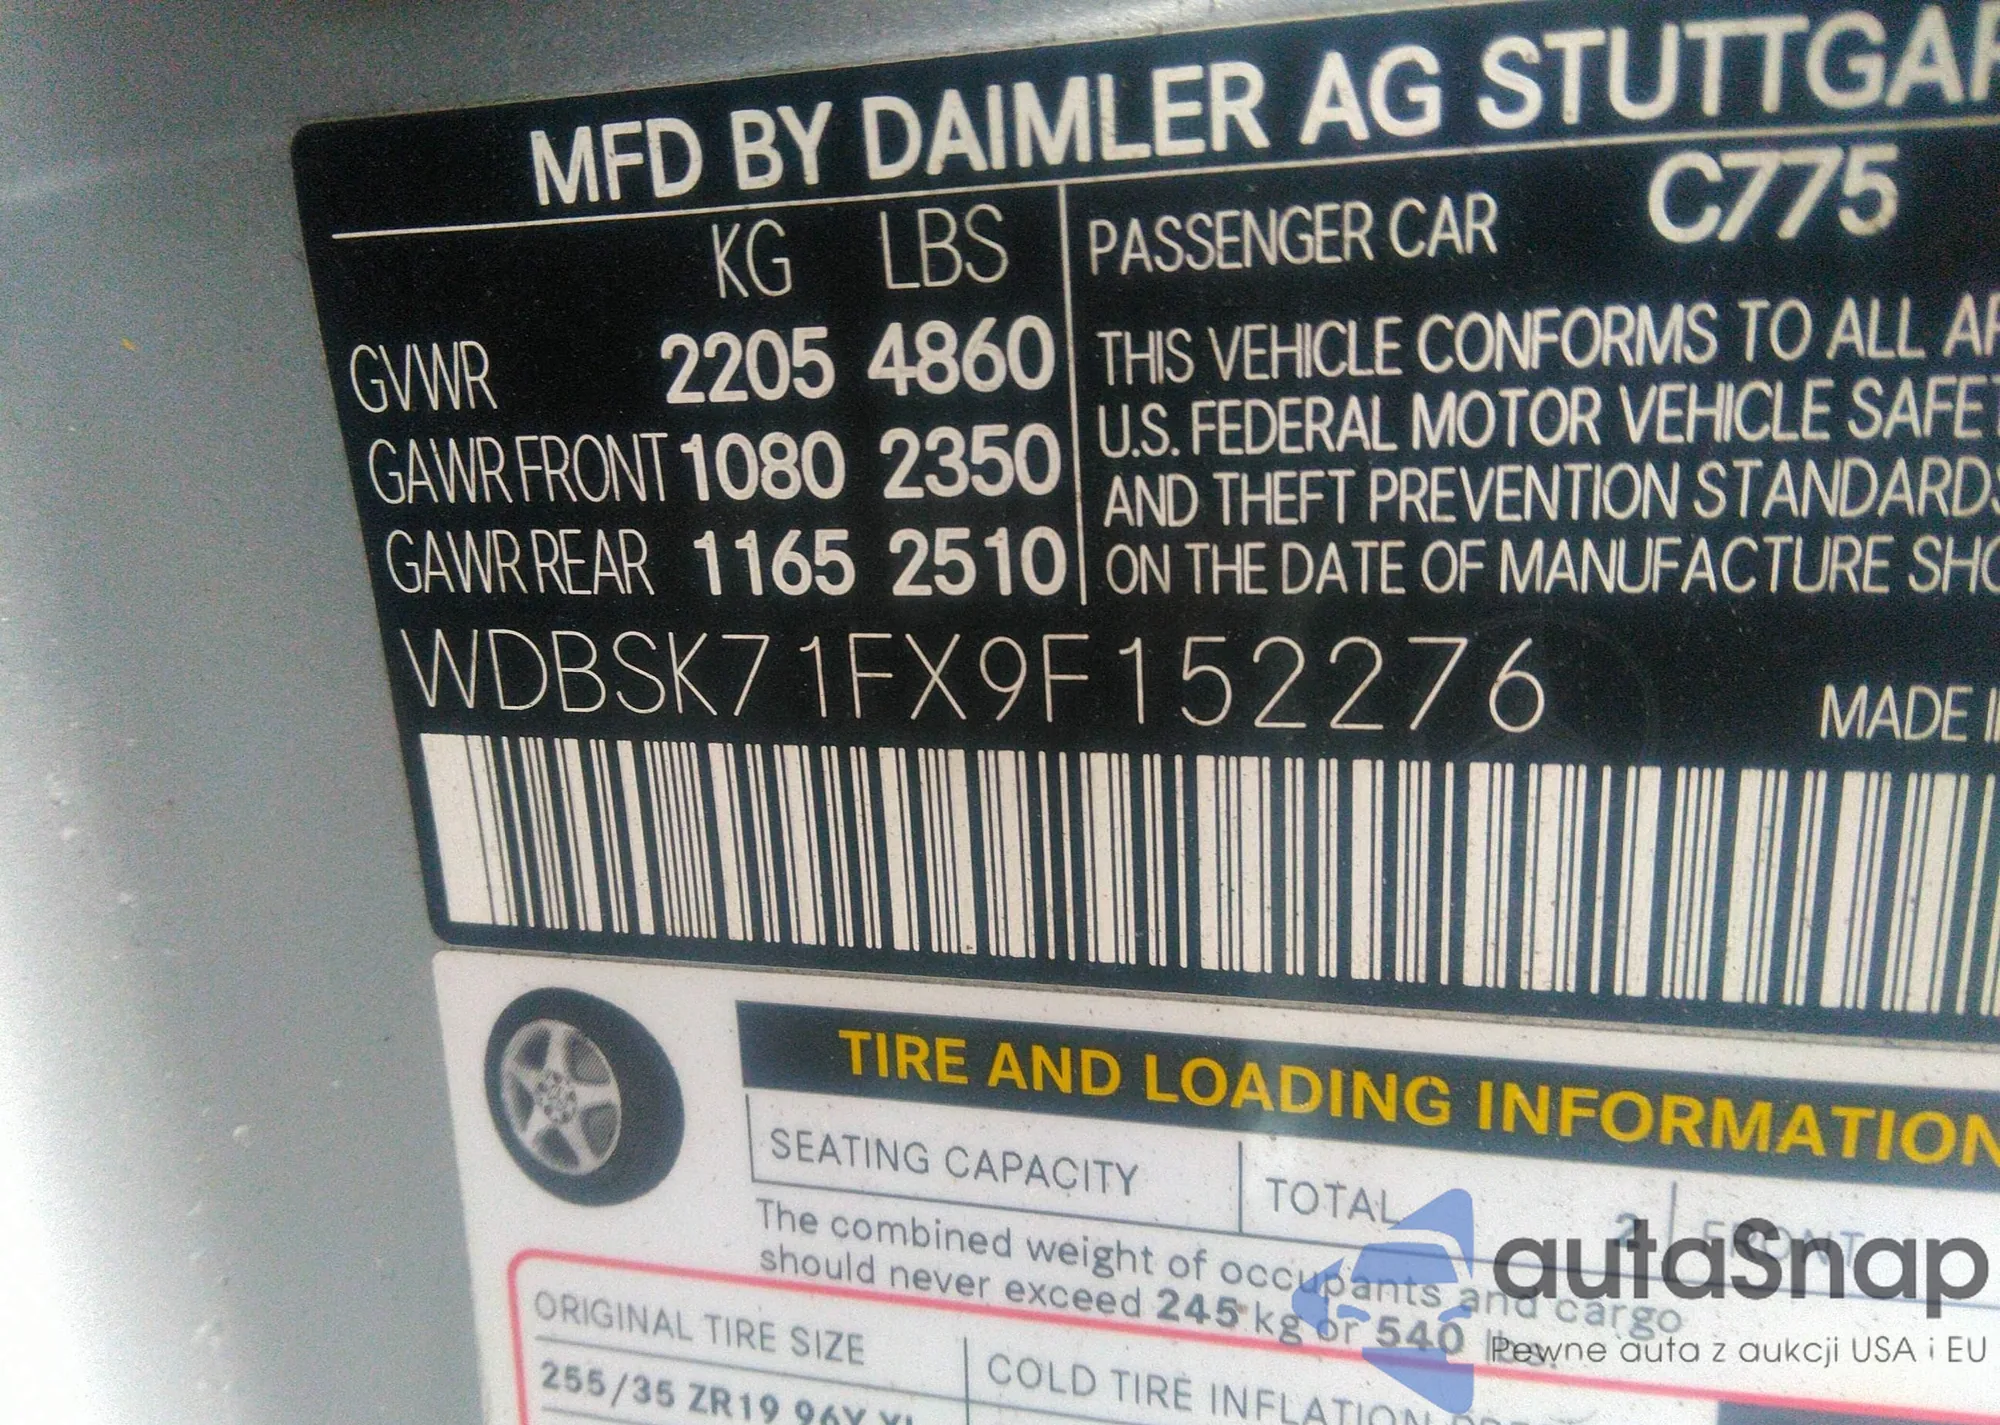 MFD BY DAIMLER AG STUTTGAR
KG LBS
GVWR 2205 4860
GAWR FRONT 1080 2350
GAWR REAR 1165 2510
PASSENGER CAR C775
THIS VEHICLE CONFORMS TO ALL AP
U.S. FEDERAL MOTOR VEHICLE SAFET
AND THEFT PREVENTION STANDARDS
ON THE DATE OF MANUFACTURE SHO
WDBSK71FX9F152276
MADE I
TIRE AND LOADING INFORMATION
SEATING CAPACITY TOTAL 2 FRONT
The combined weight of occupants and cargo
should never exceed 245 kg or 540
ORIGINAL TIRE SIZE
COLD TIRE INFLATION
255/35 ZR19 96Y XL
autaSnap
Pewne auta z aukcji USA i EU